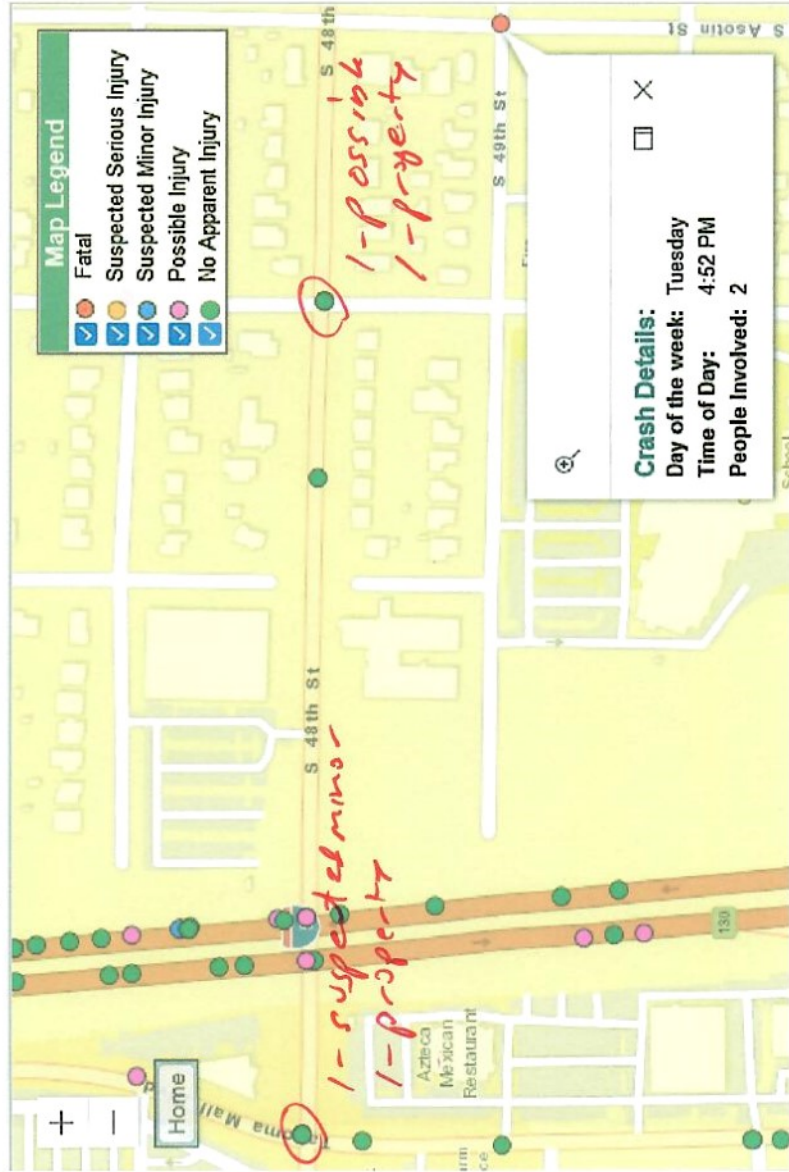 +
−
Home
Map Legend
Fatal
Suspected Serious Injury
Suspected Minor Injury
Possible Injury
No Apparent Injury
S 48th
S 48th St
S 49th St
S Asotin St
1-possible
1-property
1-suspected minor
1-property
Tacoma Mall
130
Azteca
Mexican
Restaurant
School
Crash Details:
Day of the week: Tuesday
Time of Day: 4:52 PM
People Involved: 2